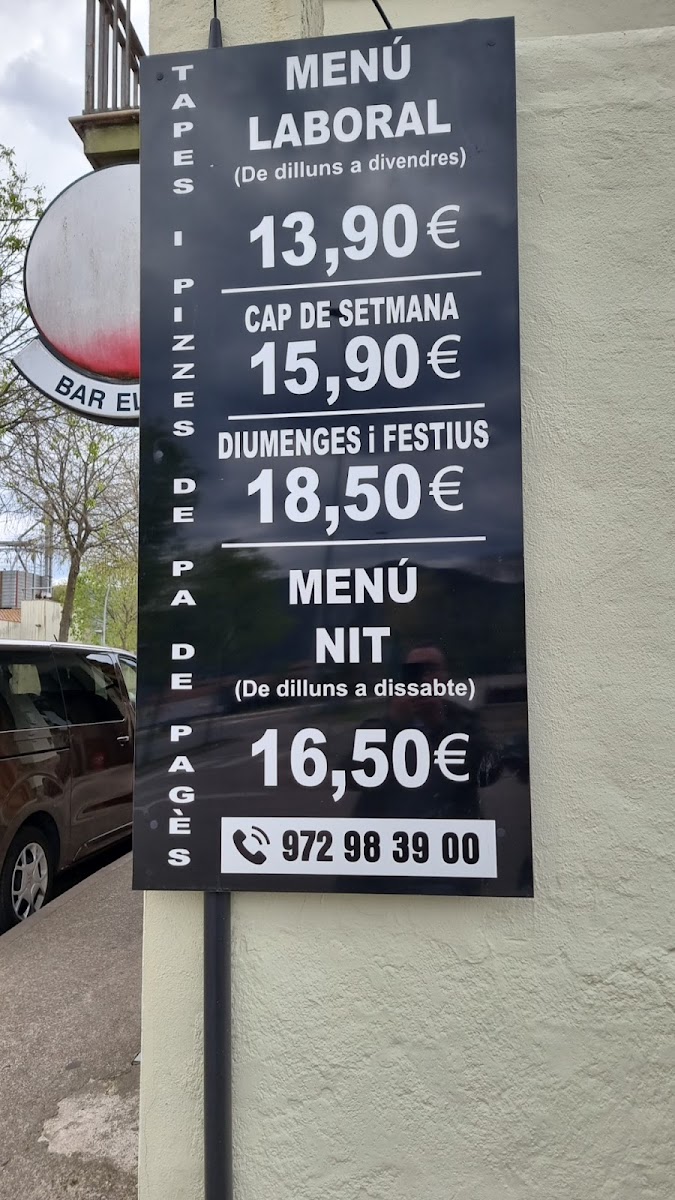 TAPES I PIZZES DE PA DE PAGÈS
MENÚ
LABORAL
(De dilluns a divendres)
13,90€
CAP DE SETMANA
15,90€
DIUMENGES i FESTIUS
18,50€
MENÚ
NIT
(De dilluns a dissabte)
16,50€
972 98 39 00
BAR